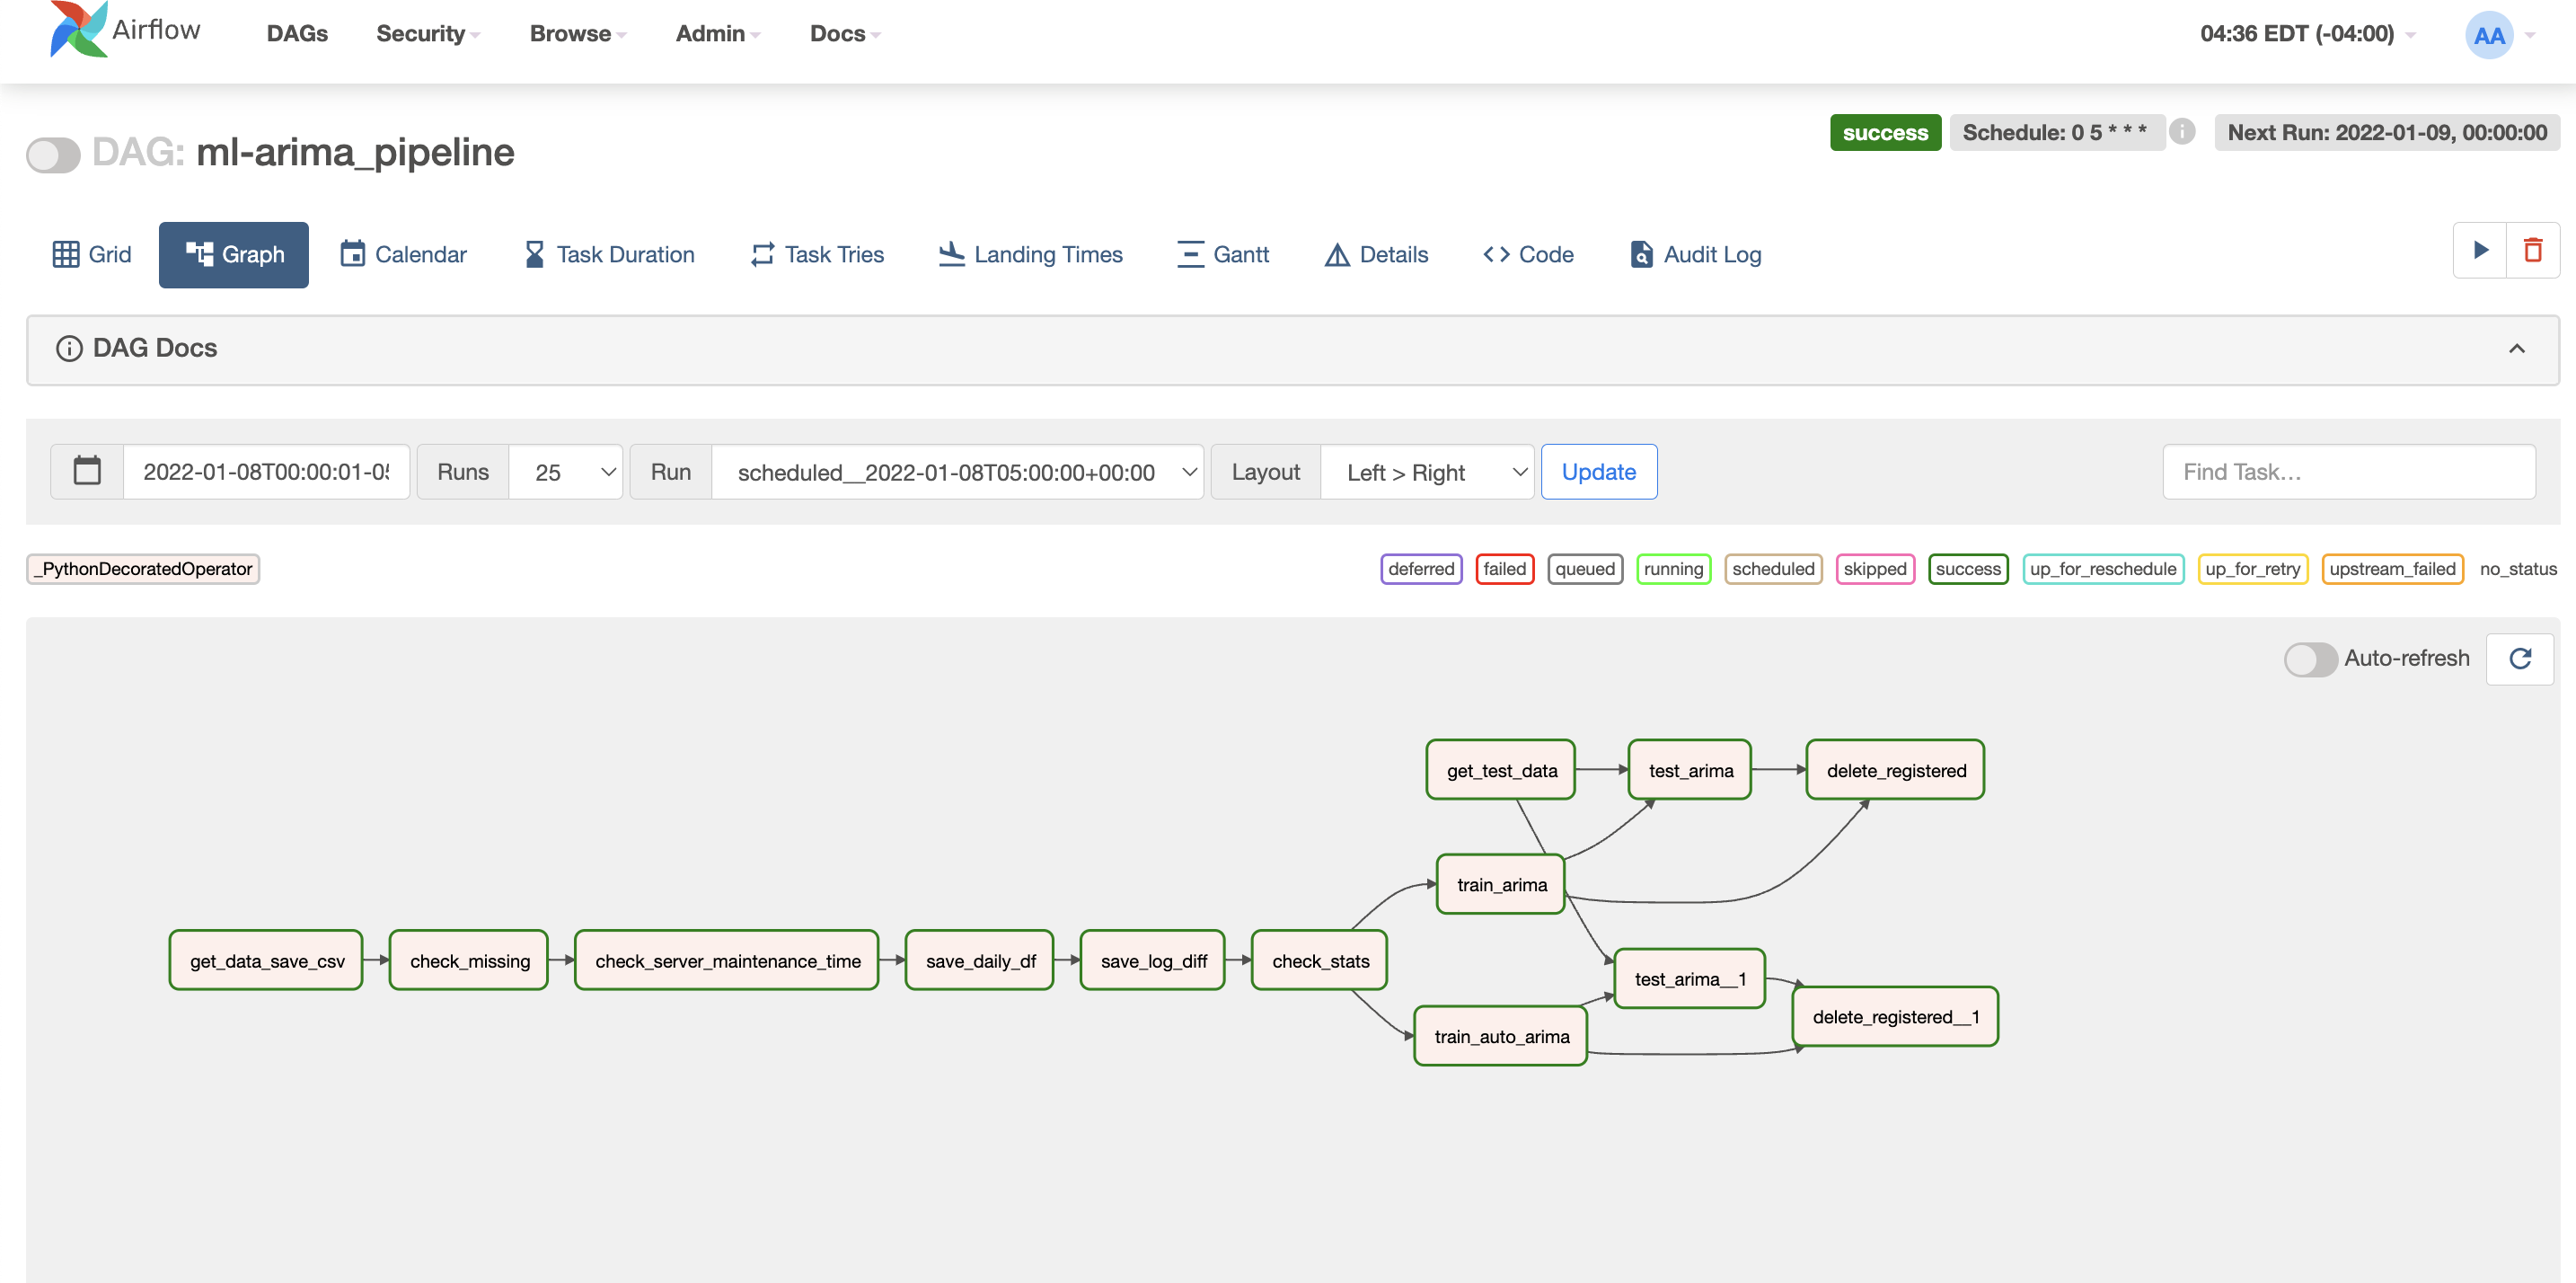 Airflow DAGs Security Browse Admin Docs 04:36 EDT (-04:00) AA
success Schedule: 0 5 * * * Next Run: 2022-01-09, 00:00:00
DAG: ml-arima_pipeline
Grid Graph Calendar Task Duration Task Tries Landing Times Gantt Details Code Audit Log
DAG Docs
2022-01-08T00:00:01-05 Runs 25 Run scheduled__2022-01-08T05:00:00+00:00 Layout Left > Right Update Find Task…
_PythonDecoratedOperator deferred failed queued running scheduled skipped success up_for_reschedule up_for_retry upstream_failed no_status
Auto-refresh
get_test_data test_arima delete_registered
train_arima
get_data_save_csv check_missing check_server_maintenance_time save_daily_df save_log_diff check_stats
test_arima__1
delete_registered__1
train_auto_arima